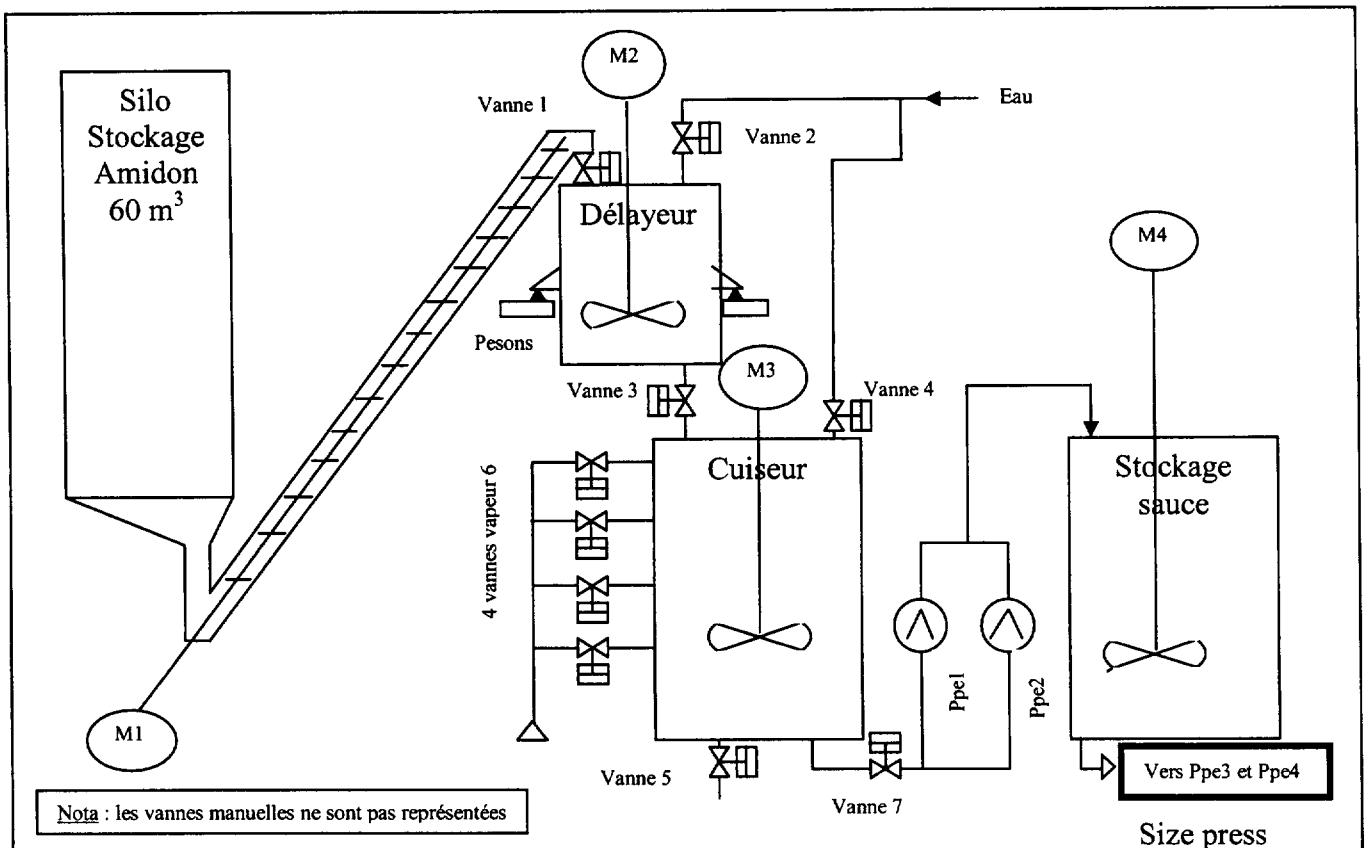 M2
Silo
Stockage
Amidon
60 m³
Vanne 1
Eau
Vanne 2
Délayeur
M4
Pesons
M3
Vanne 3
Vanne 4
Cuiseur
Stockage
sauce
4 vannes vapeur 6
Ppe1
Ppe2
M1
Vanne 5
Vanne 7
Vers Ppe3 et Ppe4
Nota : les vannes manuelles ne sont pas représentées
Size press